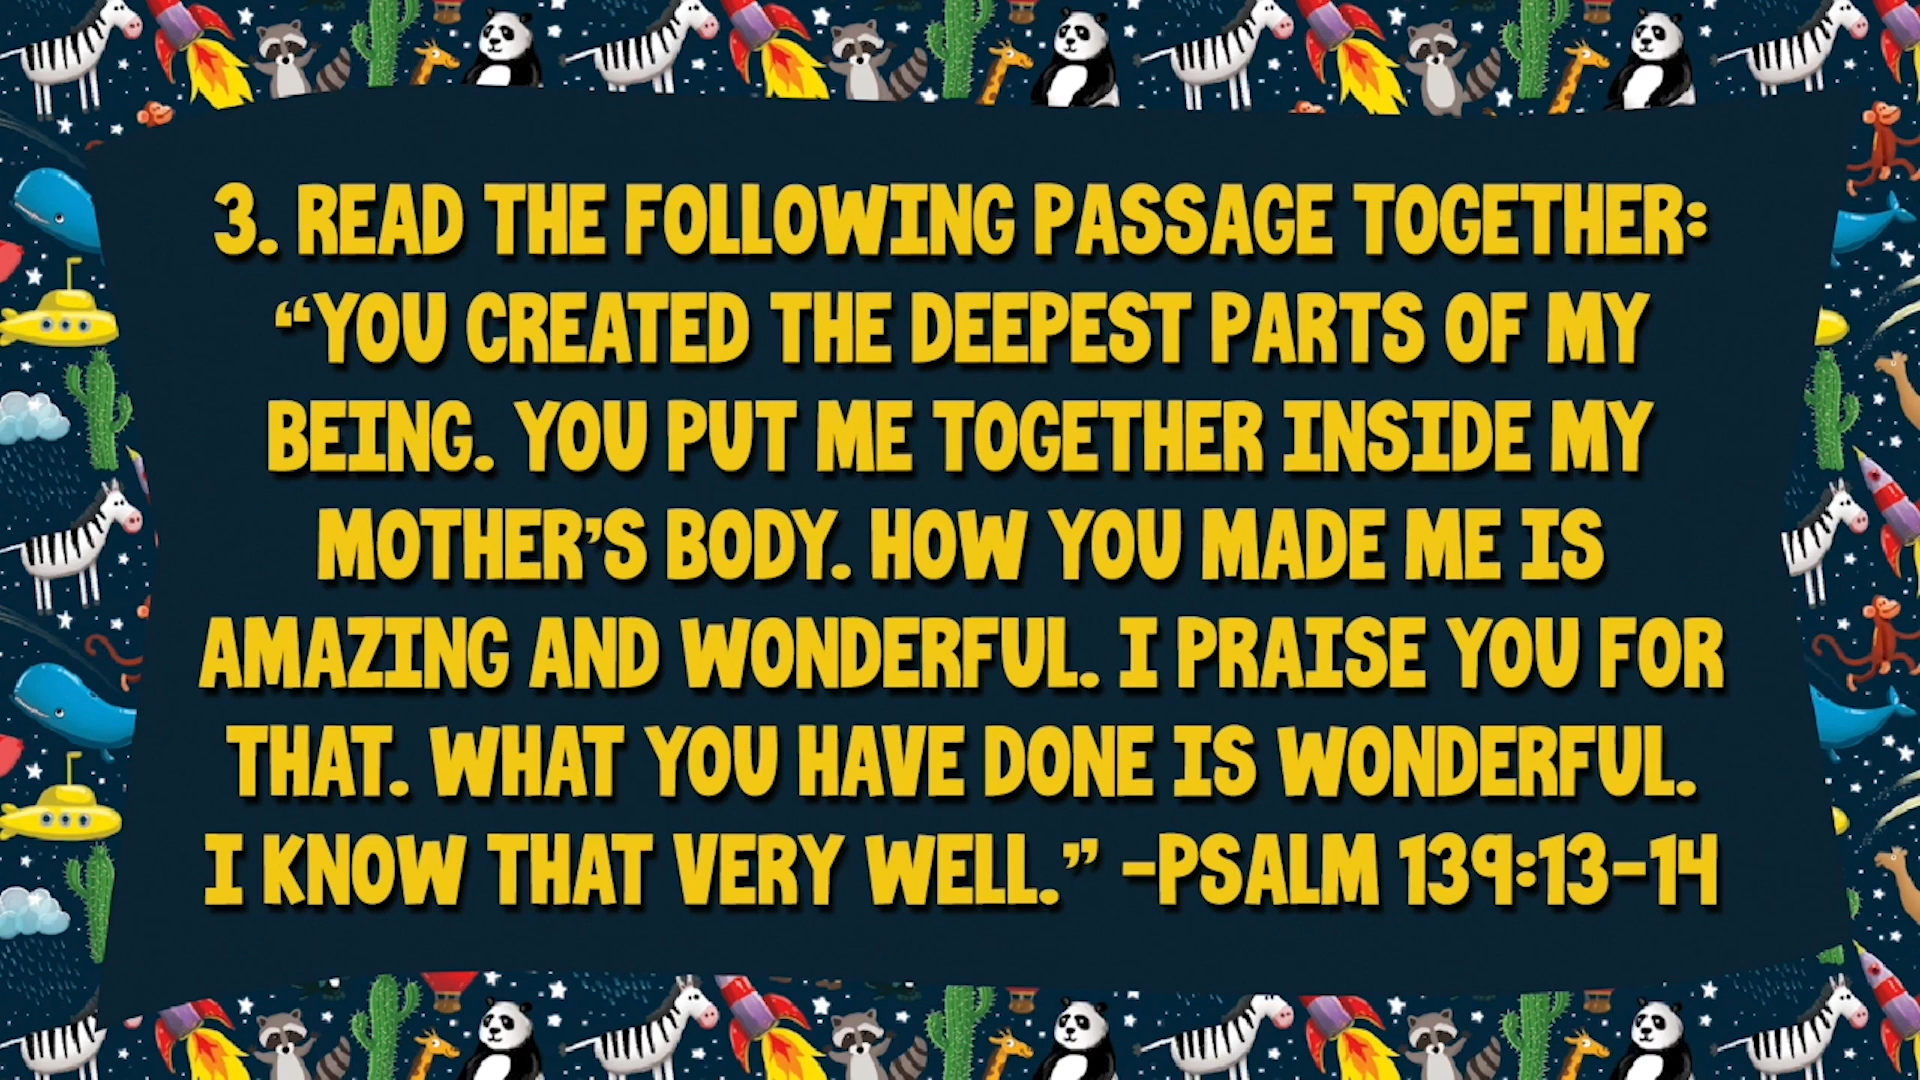 3. READ THE FOLLOWING PASSAGE TOGETHER:
“YOU CREATED THE DEEPEST PARTS OF MY
BEING. YOU PUT ME TOGETHER INSIDE MY
MOTHER’S BODY. HOW YOU MADE ME IS
AMAZING AND WONDERFUL. I PRAISE YOU FOR
THAT. WHAT YOU HAVE DONE IS WONDERFUL.
I KNOW THAT VERY WELL.” -PSALM 139:13-14